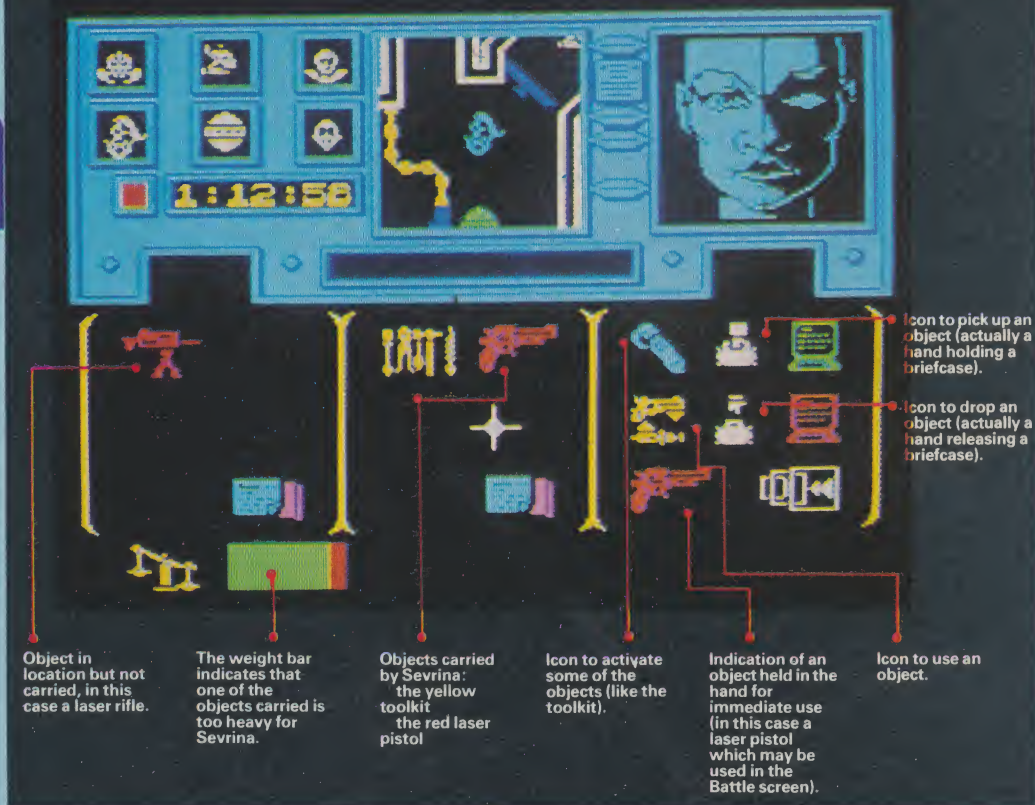 1:12:58
Icon to pick up an
object (actually a
hand holding a
briefcase).
Icon to drop an
object (actually a
hand releasing a
briefcase).
Object in
location but not
carried, in this
case a laser rifle.
The weight bar
indicates that
one of the
objects carried is
too heavy for
Sevrina.
Objects carried
by Sevrina:
the yellow
toolkit
the red laser
pistol
Icon to activate
some of the
objects (like the
toolkit).
Indication of an
object held in the
hand for
immediate use
(in this case a
laser pistol
which may be
used in the
Battle screen).
Icon to use an
object.